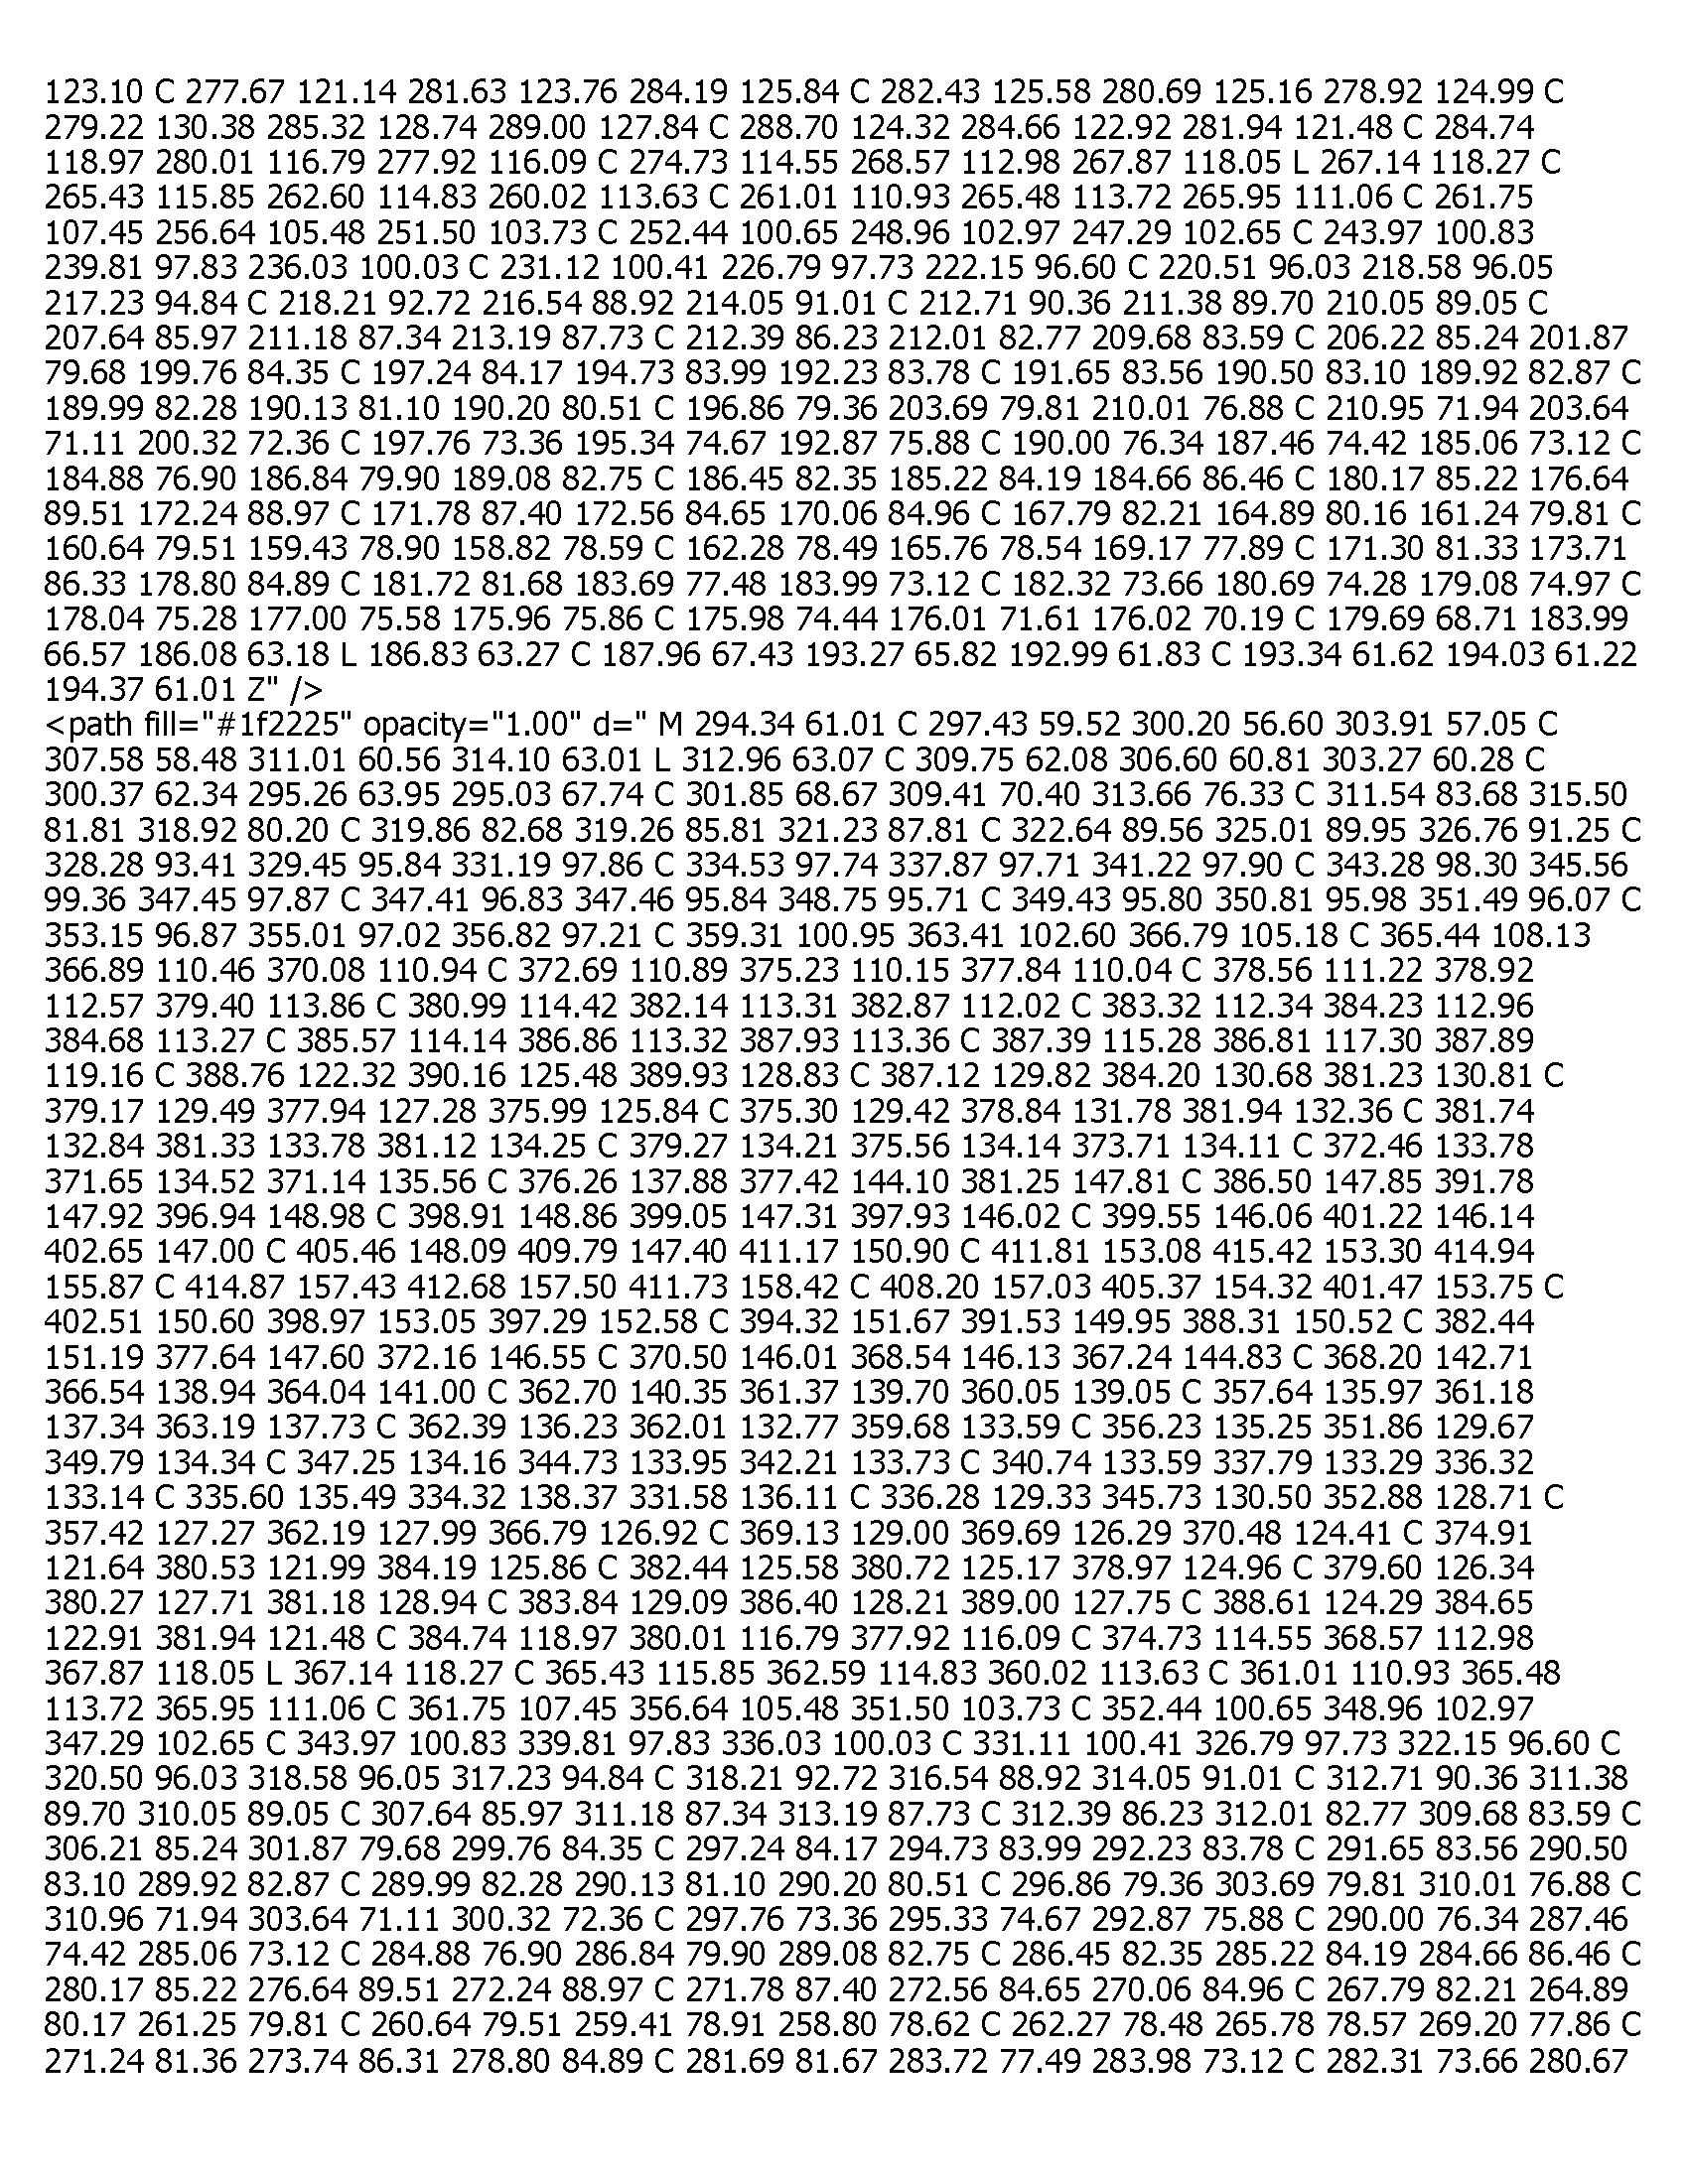 123.10 C 277.67 121.14 281.63 123.76 284.19 125.84 C 282.43 125.58 280.69 125.16 278.92 124.99 C
279.22 130.38 285.32 128.74 289.00 127.84 C 288.70 124.32 284.66 122.92 281.94 121.48 C 284.74
118.97 280.01 116.79 277.92 116.09 C 274.73 114.55 268.57 112.98 267.87 118.05 L 267.14 118.27 C
265.43 115.85 262.60 114.83 260.02 113.63 C 261.01 110.93 265.48 113.72 265.95 111.06 C 261.75
107.45 256.64 105.48 251.50 103.73 C 252.44 100.65 248.96 102.97 247.29 102.65 C 243.97 100.83
239.81 97.83 236.03 100.03 C 231.12 100.41 226.79 97.73 222.15 96.60 C 220.51 96.03 218.58 96.05
217.23 94.84 C 218.21 92.72 216.54 88.92 214.05 91.01 C 212.71 90.36 211.38 89.70 210.05 89.05 C
207.64 85.97 211.18 87.34 213.19 87.73 C 212.39 86.23 212.01 82.77 209.68 83.59 C 206.22 85.24 201.87
79.68 199.76 84.35 C 197.24 84.17 194.73 83.99 192.23 83.78 C 191.65 83.56 190.50 83.10 189.92 82.87 C
189.99 82.28 190.13 81.10 190.20 80.51 C 196.86 79.36 203.69 79.81 210.01 76.88 C 210.95 71.94 203.64
71.11 200.32 72.36 C 197.76 73.36 195.34 74.67 192.87 75.88 C 190.00 76.34 187.46 74.42 185.06 73.12 C
184.88 76.90 186.84 79.90 189.08 82.75 C 186.45 82.35 185.22 84.19 184.66 86.46 C 180.17 85.22 176.64
89.51 172.24 88.97 C 171.78 87.40 172.56 84.65 170.06 84.96 C 167.79 82.21 164.89 80.16 161.24 79.81 C
160.64 79.51 159.43 78.90 158.82 78.59 C 162.28 78.49 165.76 78.54 169.17 77.89 C 171.30 81.33 173.71
86.33 178.80 84.89 C 181.72 81.68 183.69 77.48 183.99 73.12 C 182.32 73.66 180.69 74.28 179.08 74.97 C
178.04 75.28 177.00 75.58 175.96 75.86 C 175.98 74.44 176.01 71.61 176.02 70.19 C 179.69 68.71 183.99
66.57 186.08 63.18 L 186.83 63.27 C 187.96 67.43 193.27 65.82 192.99 61.83 C 193.34 61.62 194.03 61.22
194.37 61.01 Z" />
<path fill="#1f2225" opacity="1.00" d=" M 294.34 61.01 C 297.43 59.52 300.20 56.60 303.91 57.05 C
307.58 58.48 311.01 60.56 314.10 63.01 L 312.96 63.07 C 309.75 62.08 306.60 60.81 303.27 60.28 C
300.37 62.34 295.26 63.95 295.03 67.74 C 301.85 68.67 309.41 70.40 313.66 76.33 C 311.54 83.68 315.50
81.81 318.92 80.20 C 319.86 82.68 319.26 85.81 321.23 87.81 C 322.64 89.56 325.01 89.95 326.76 91.25 C
328.28 93.41 329.45 95.84 331.19 97.86 C 334.53 97.74 337.87 97.71 341.22 97.90 C 343.28 98.30 345.56
99.36 347.45 97.87 C 347.41 96.83 347.46 95.84 348.75 95.71 C 349.43 95.80 350.81 95.98 351.49 96.07 C
353.15 96.87 355.01 97.02 356.82 97.21 C 359.31 100.95 363.41 102.60 366.79 105.18 C 365.44 108.13
366.89 110.46 370.08 110.94 C 372.69 110.89 375.23 110.15 377.84 110.04 C 378.56 111.22 378.92
112.57 379.40 113.86 C 380.99 114.42 382.14 113.31 382.87 112.02 C 383.32 112.34 384.23 112.96
384.68 113.27 C 385.57 114.14 386.86 113.32 387.93 113.36 C 387.39 115.28 386.81 117.30 387.89
119.16 C 388.76 122.32 390.16 125.48 389.93 128.83 C 387.12 129.82 384.20 130.68 381.23 130.81 C
379.17 129.49 377.94 127.28 375.99 125.84 C 375.30 129.42 378.84 131.78 381.94 132.36 C 381.74
132.84 381.33 133.78 381.12 134.25 C 379.27 134.21 375.56 134.14 373.71 134.11 C 372.46 133.78
371.65 134.52 371.14 135.56 C 376.26 137.88 377.42 144.10 381.25 147.81 C 386.50 147.85 391.78
147.92 396.94 148.98 C 398.91 148.86 399.05 147.31 397.93 146.02 C 399.55 146.06 401.22 146.14
402.65 147.00 C 405.46 148.09 409.79 147.40 411.17 150.90 C 411.81 153.08 415.42 153.30 414.94
155.87 C 414.87 157.43 412.68 157.50 411.73 158.42 C 408.20 157.03 405.37 154.32 401.47 153.75 C
402.51 150.60 398.97 153.05 397.29 152.58 C 394.32 151.67 391.53 149.95 388.31 150.52 C 382.44
151.19 377.64 147.60 372.16 146.55 C 370.50 146.01 368.54 146.13 367.24 144.83 C 368.20 142.71
366.54 138.94 364.04 141.00 C 362.70 140.35 361.37 139.70 360.05 139.05 C 357.64 135.97 361.18
137.34 363.19 137.73 C 362.39 136.23 362.01 132.77 359.68 133.59 C 356.23 135.25 351.86 129.67
349.79 134.34 C 347.25 134.16 344.73 133.95 342.21 133.73 C 340.74 133.59 337.79 133.29 336.32
133.14 C 335.60 135.49 334.32 138.37 331.58 136.11 C 336.28 129.33 345.73 130.50 352.88 128.71 C
357.42 127.27 362.19 127.99 366.79 126.92 C 369.13 129.00 369.69 126.29 370.48 124.41 C 374.91
121.64 380.53 121.99 384.19 125.86 C 382.44 125.58 380.72 125.17 378.97 124.96 C 379.60 126.34
380.27 127.71 381.18 128.94 C 383.84 129.09 386.40 128.21 389.00 127.75 C 388.61 124.29 384.65
122.91 381.94 121.48 C 384.74 118.97 380.01 116.79 377.92 116.09 C 374.73 114.55 368.57 112.98
367.87 118.05 L 367.14 118.27 C 365.43 115.85 362.59 114.83 360.02 113.63 C 361.01 110.93 365.48
113.72 365.95 111.06 C 361.75 107.45 356.64 105.48 351.50 103.73 C 352.44 100.65 348.96 102.97
347.29 102.65 C 343.97 100.83 339.81 97.83 336.03 100.03 C 331.11 100.41 326.79 97.73 322.15 96.60 C
320.50 96.03 318.58 96.05 317.23 94.84 C 318.21 92.72 316.54 88.92 314.05 91.01 C 312.71 90.36 311.38
89.70 310.05 89.05 C 307.64 85.97 311.18 87.34 313.19 87.73 C 312.39 86.23 312.01 82.77 309.68 83.59 C
306.21 85.24 301.87 79.68 299.76 84.35 C 297.24 84.17 294.73 83.99 292.23 83.78 C 291.65 83.56 290.50
83.10 289.92 82.87 C 289.99 82.28 290.13 81.10 290.20 80.51 C 296.86 79.36 303.69 79.81 310.01 76.88 C
310.96 71.94 303.64 71.11 300.32 72.36 C 297.76 73.36 295.33 74.67 292.87 75.88 C 290.00 76.34 287.46
74.42 285.06 73.12 C 284.88 76.90 286.84 79.90 289.08 82.75 C 286.45 82.35 285.22 84.19 284.66 86.46 C
280.17 85.22 276.64 89.51 272.24 88.97 C 271.78 87.40 272.56 84.65 270.06 84.96 C 267.79 82.21 264.89
80.17 261.25 79.81 C 260.64 79.51 259.41 78.91 258.80 78.62 C 262.27 78.48 265.78 78.57 269.20 77.86 C
271.24 81.36 273.74 86.31 278.80 84.89 C 281.69 81.67 283.72 77.49 283.98 73.12 C 282.31 73.66 280.67